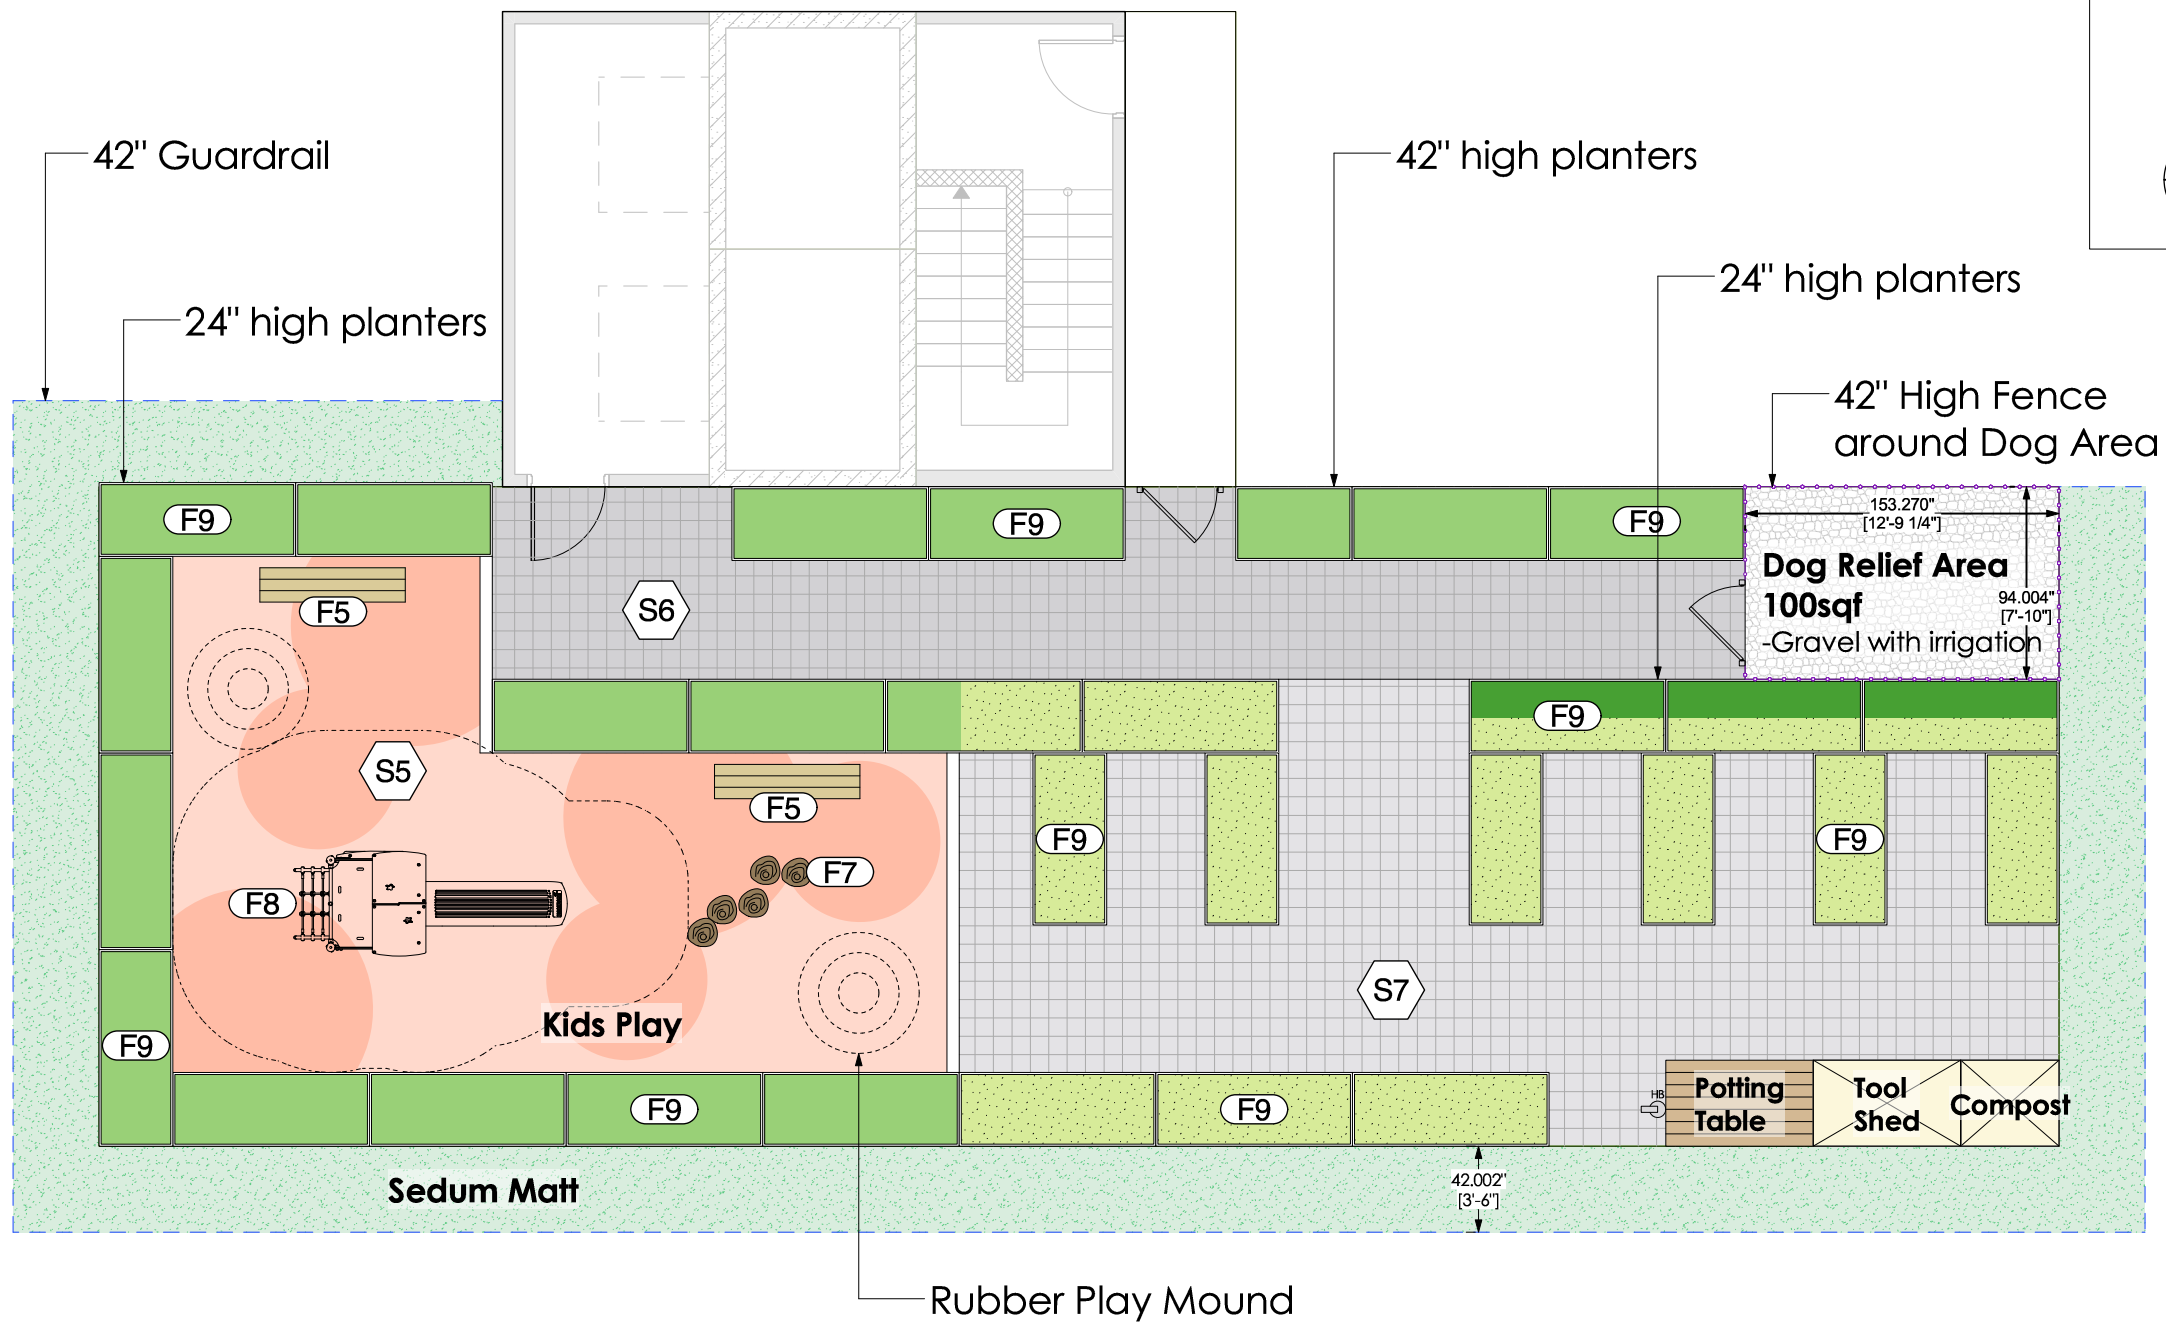 42" Guardrail
42" high planters
24" high planters
24" high planters
42" High Fence
around Dog Area
F9
F9
F9
153.270"
[12'-9 1/4"]
Dog Relief Area
100sqf
94.004"
[7'-10"]
-Gravel with irrigation
F5
S6
F9
S5
F5
F9
F9
F8
F7
S7
Kids Play
F9
F9
F9
HB
Potting
Table
Tool
Shed
Compost
Sedum Matt
42.002"
[3'-6"]
Rubber Play Mound